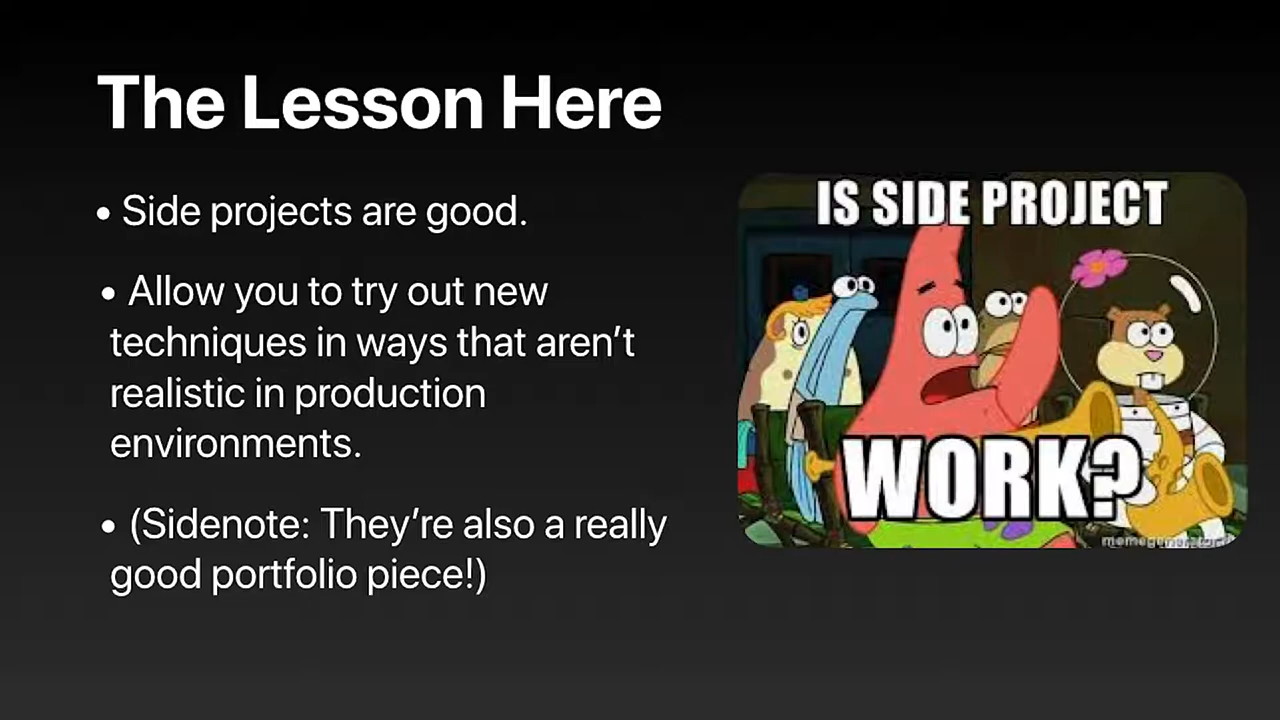 The Lesson Here
• Side projects are good.
• Allow you to try out new
techniques in ways that aren’t
realistic in production
environments.
• (Sidenote: They’re also a really
good portfolio piece!)
IS SIDE PROJECT
WORK?